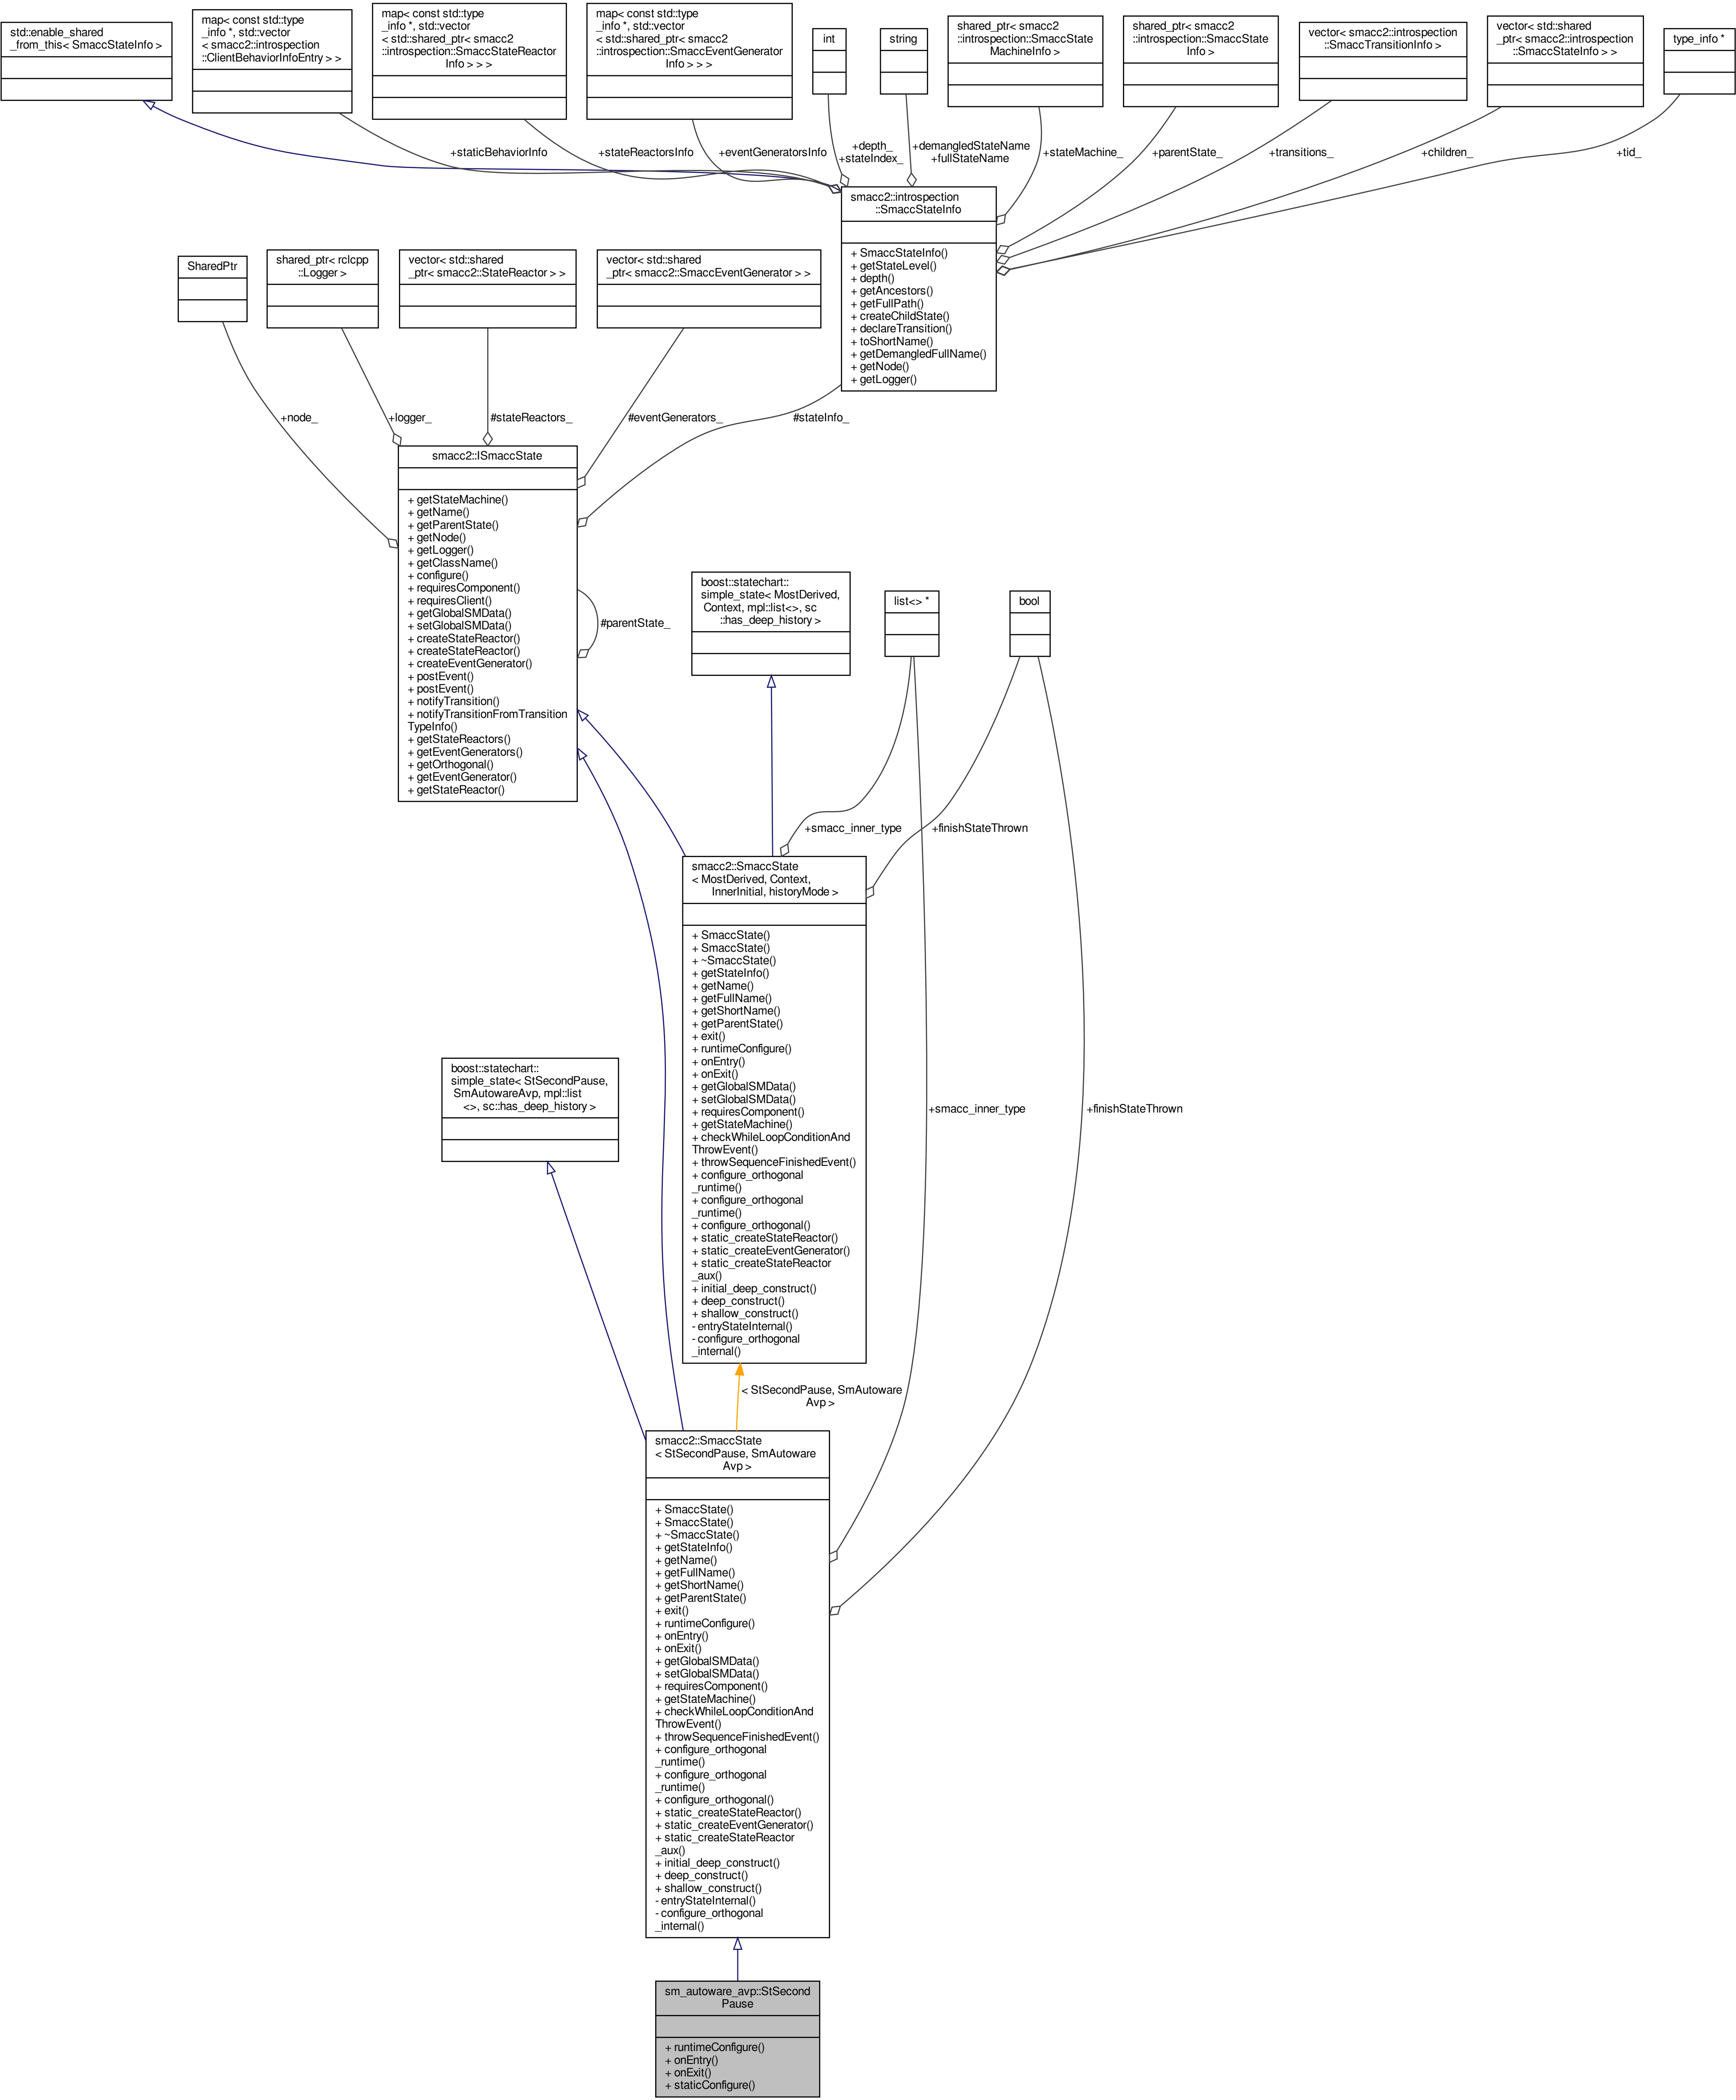 std::enable_shared
_from_this< SmaccStateInfo >
map< const std::type
_info *, std::vector
< smacc2::introspection
::ClientBehaviorInfoEntry > >
map< const std::type
_info *, std::vector
< std::shared_ptr< smacc2
::introspection::SmaccStateReactor
Info > > >
map< const std::type
_info *, std::vector
< std::shared_ptr< smacc2
::introspection::SmaccEventGenerator
Info > > >
int
string
shared_ptr< smacc2
::introspection::SmaccState
MachineInfo >
shared_ptr< smacc2
::introspection::SmaccState
Info >
vector< smacc2::introspection
::SmaccTransitionInfo >
vector< std::shared
_ptr< smacc2::introspection
::SmaccStateInfo > >
type_info *
+staticBehaviorInfo
+stateReactorsInfo
+eventGeneratorsInfo
+depth_
+stateIndex_
+demangledStateName
+fullStateName
+stateMachine_
+parentState_
+transitions_
+children_
+tid_
smacc2::introspection
::SmaccStateInfo
+ SmaccStateInfo()
+ getStateLevel()
+ depth()
+ getAncestors()
+ getFullPath()
+ createChildState()
+ declareTransition()
+ toShortName()
+ getDemangledFullName()
+ getNode()
+ getLogger()
SharedPtr
shared_ptr< rclcpp
::Logger >
vector< std::shared
_ptr< smacc2::StateReactor > >
vector< std::shared
_ptr< smacc2::SmaccEventGenerator > >
+node_
+logger_
#stateReactors_
#eventGenerators_
#stateInfo_
smacc2::ISmaccState
+ getStateMachine()
+ getName()
+ getParentState()
+ getNode()
+ getLogger()
+ getClassName()
+ configure()
+ requiresComponent()
+ requiresClient()
+ getGlobalSMData()
+ setGlobalSMData()
+ createStateReactor()
+ createStateReactor()
+ createEventGenerator()
+ postEvent()
+ postEvent()
+ notifyTransition()
+ notifyTransitionFromTransition
TypeInfo()
+ getStateReactors()
+ getEventGenerators()
+ getOrthogonal()
+ getEventGenerator()
+ getStateReactor()
#parentState_
boost::statechart::
simple_state< MostDerived,
Context, mpl::list<>, sc
::has_deep_history >
list<> *
bool
+smacc_inner_type
+finishStateThrown
smacc2::SmaccState
< MostDerived, Context,
InnerInitial, historyMode >
+ SmaccState()
+ SmaccState()
+ ~SmaccState()
+ getStateInfo()
+ getName()
+ getFullName()
+ getShortName()
+ getParentState()
+ exit()
+ runtimeConfigure()
+ onEntry()
+ onExit()
+ getGlobalSMData()
+ setGlobalSMData()
+ requiresComponent()
+ getStateMachine()
+ checkWhileLoopConditionAnd
ThrowEvent()
+ throwSequenceFinishedEvent()
+ configure_orthogonal
_runtime()
+ configure_orthogonal
_runtime()
+ configure_orthogonal()
+ static_createStateReactor()
+ static_createEventGenerator()
+ static_createStateReactor
_aux()
+ initial_deep_construct()
+ deep_construct()
+ shallow_construct()
- entryStateInternal()
- configure_orthogonal
_internal()
boost::statechart::
simple_state< StSecondPause,
SmAutowareAvp, mpl::list
<>, sc::has_deep_history >
+smacc_inner_type
+finishStateThrown
< StSecondPause, SmAutoware
Avp >
smacc2::SmaccState
< StSecondPause, SmAutoware
Avp >
+ SmaccState()
+ SmaccState()
+ ~SmaccState()
+ getStateInfo()
+ getName()
+ getFullName()
+ getShortName()
+ getParentState()
+ exit()
+ runtimeConfigure()
+ onEntry()
+ onExit()
+ getGlobalSMData()
+ setGlobalSMData()
+ requiresComponent()
+ getStateMachine()
+ checkWhileLoopConditionAnd
ThrowEvent()
+ throwSequenceFinishedEvent()
+ configure_orthogonal
_runtime()
+ configure_orthogonal
_runtime()
+ configure_orthogonal()
+ static_createStateReactor()
+ static_createEventGenerator()
+ static_createStateReactor
_aux()
+ initial_deep_construct()
+ deep_construct()
+ shallow_construct()
- entryStateInternal()
- configure_orthogonal
_internal()
sm_autoware_avp::StSecond
Pause
+ runtimeConfigure()
+ onEntry()
+ onExit()
+ staticConfigure()